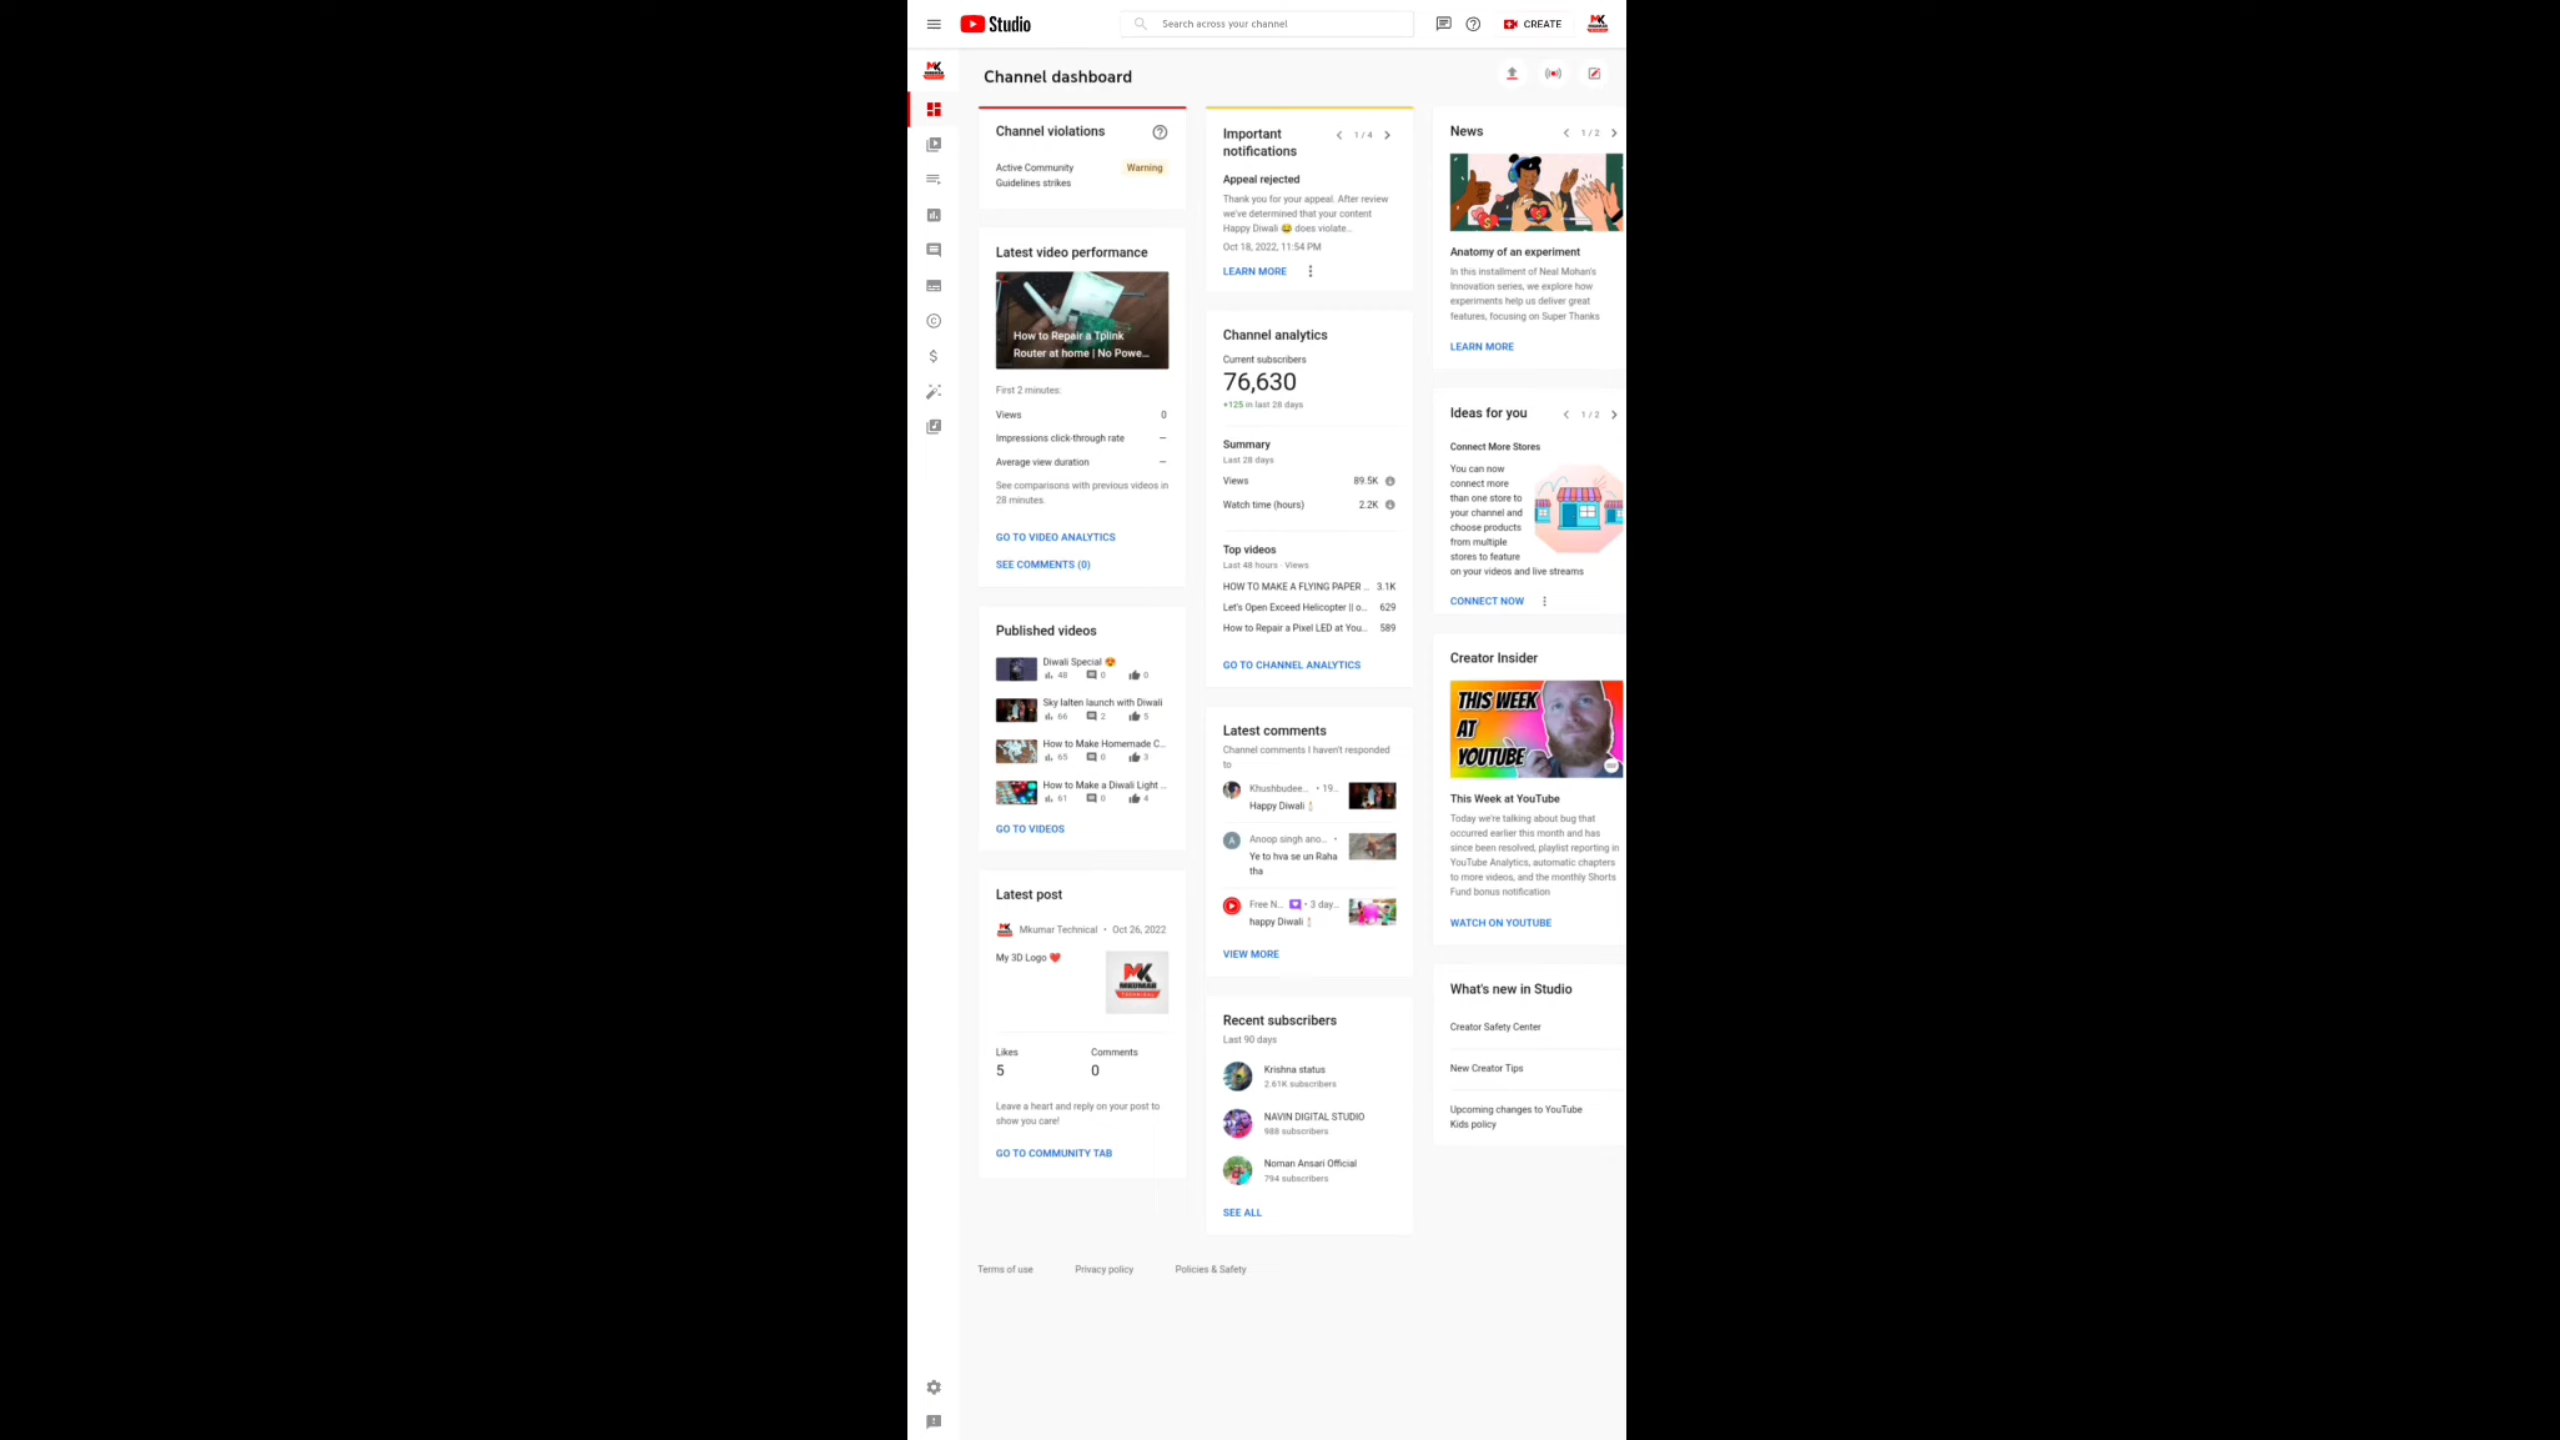 Studio
Search across your channel
CREATE
Channel dashboard
Channel violations
Active Community
Guidelines strikes
Warning
Latest video performance
How to Repair a Tplink
Router at home | No Powe...
First 2 minutes:
Views 0
Impressions click-through rate —
Average view duration —
See comparisons with previous videos in
28 minutes.
GO TO VIDEO ANALYTICS
SEE COMMENTS (0)
Published videos
Diwali Special 😍
48 0 0
Sky lalten launch with Diwali
66 2 5
How to Make Homemade C...
65 0 3
How to Make a Diwali Light ...
61 0 4
GO TO VIDEOS
Latest post
Mkumar Technical • Oct 26, 2022
My 3D Logo ❤️
MK
MKUMAR
TECHNICAL
Likes Comments
5 0
Leave a heart and reply on your post to
show you care!
GO TO COMMUNITY TAB
Important
notifications
1 / 4
Appeal rejected
Thank you for your appeal. After review
we've determined that your content
Happy Diwali 😂 does violate...
Oct 18, 2022, 11:54 PM
LEARN MORE
Channel analytics
Current subscribers
76,630
+125 in last 28 days
Summary
Last 28 days
Views 89.5K
Watch time (hours) 2.2K
Top videos
Last 48 hours · Views
HOW TO MAKE A FLYING PAPER ... 3.1K
Let's Open Exceed Helicopter || o... 629
How to Repair a Pixel LED at You... 589
GO TO CHANNEL ANALYTICS
Latest comments
Channel comments I haven't responded
to
Khushbudee... • 19...
Happy Diwali 🕯️
A
Anoop singh ano... •
Ye to hva se un Raha
tha
Free N... • 3 day...
happy Diwali 🕯️
VIEW MORE
Recent subscribers
Last 90 days
Krishna status
2.61K subscribers
NAVIN DIGITAL STUDIO
988 subscribers
Noman Ansari Official
794 subscribers
SEE ALL
News
1 / 2
Anatomy of an experiment
In this installment of Neal Mohan's
Innovation series, we explore how
experiments help us deliver great
features, focusing on Super Thanks
LEARN MORE
Ideas for you
1 / 2
Connect More Stores
You can now
connect more
than one store to
your channel and
choose products
from multiple
stores to feature
on your videos and live streams
CONNECT NOW
Creator Insider
THIS WEEK
AT
YOUTUBE
This Week at YouTube
Today we're talking about bug that
occurred earlier this month and has
since been resolved, playlist reporting in
YouTube Analytics, automatic chapters
to more videos, and the monthly Shorts
Fund bonus notification
WATCH ON YOUTUBE
What's new in Studio
Creator Safety Center
New Creator Tips
Upcoming changes to YouTube
Kids policy
Terms of use Privacy policy Policies & Safety